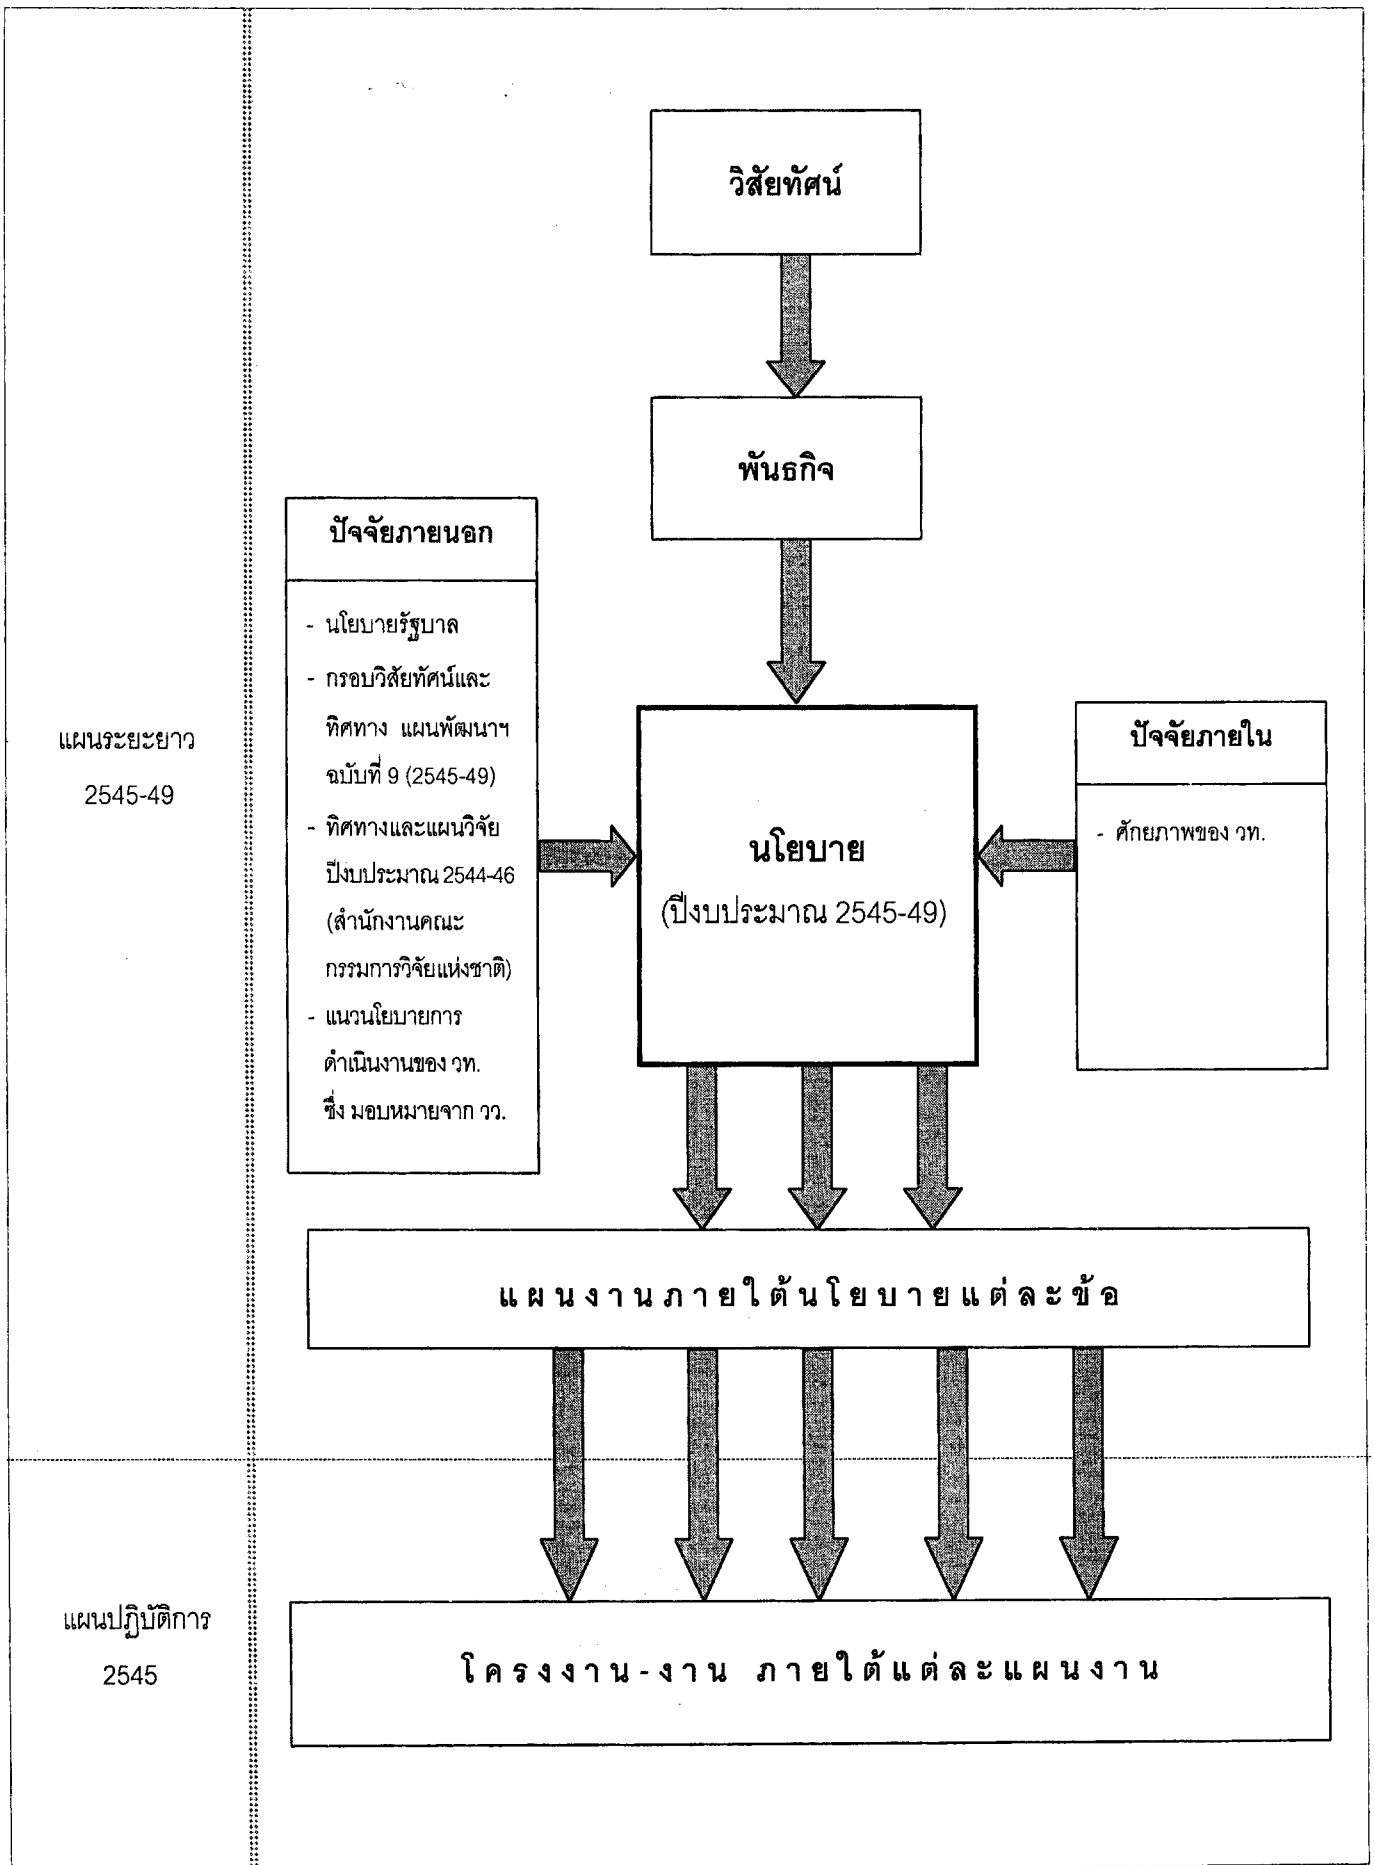 วิสัยทัศน์
พันธกิจ
ปัจจัยภายนอก
- นโยบายรัฐบาล
- กรอบวิสัยทัศน์และ
ทิศทาง แผนพัฒนาฯ
ฉบับที่ 9 (2545-49)
- ทิศทางและแผนวิจัย
ปีงบประมาณ 2544-46
(สำนักงานคณะ
กรรมการวิจัยแห่งชาติ)
- แนวนโยบายการ
ดำเนินงานของ วท.
ซึ่ง มอบหมายจาก วว.
แผนระยะยาว
2545-49
นโยบาย
(ปีงบประมาณ 2545-49)
ปัจจัยภายใน
- ศักยภาพของ วท.
แผนงานภายใต้นโยบายแต่ละข้อ
แผนปฏิบัติการ
2545
โครงงาน-งาน ภายใต้แต่ละแผนงาน